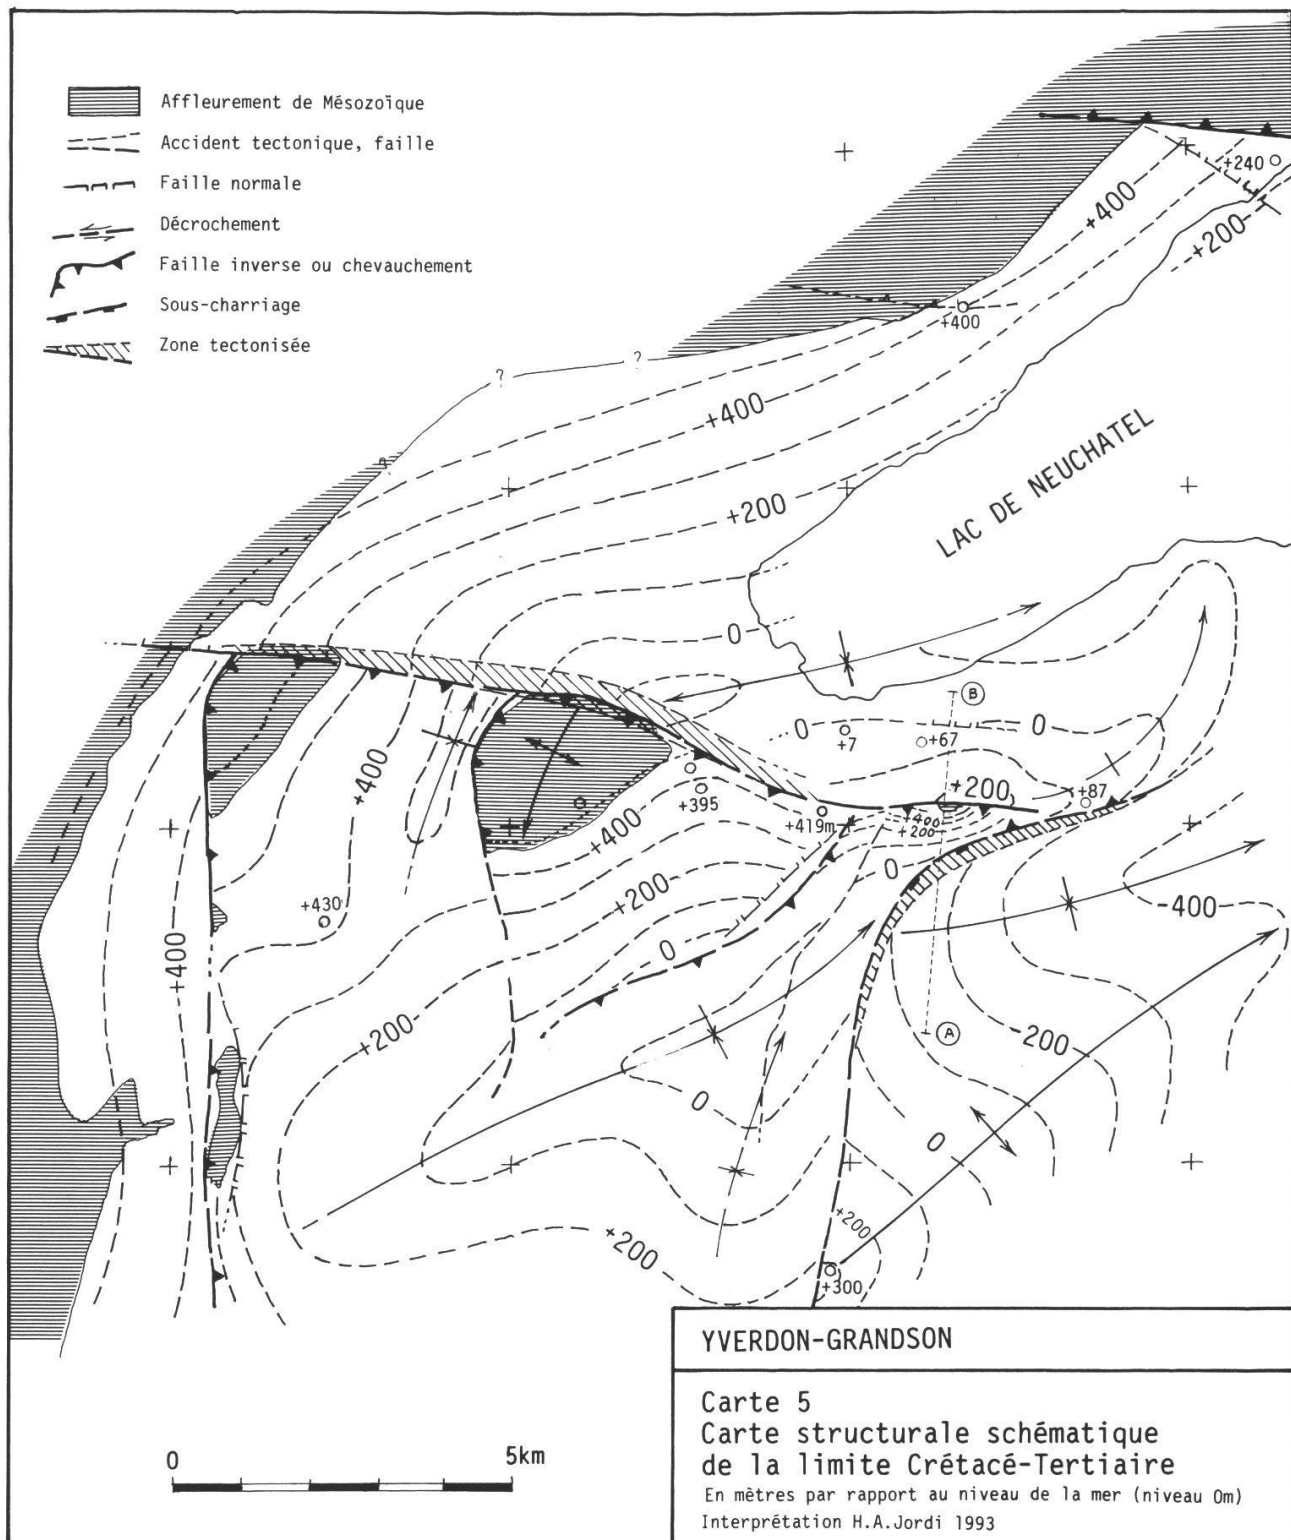 Affleurement de Mésozoïque
Accident tectonique, faille
Faille normale
Décrochement
Faille inverse ou chevauchement
Sous-charriage
Zone tectonisée
+240
+400
+200
+400
?
?
+400
LAC DE NEUCHATEL
+200
0
B
0
0
+7
+67
+400
+200
+87
+395
+419m
+400
+200
+400
0
+200
+430
-400
0
+400
A
+200
-200
0
0
+200
+200
+300
0
5km
YVERDON-GRANDSON
Carte 5
Carte structurale schématique
de la limite Crétacé-Tertiaire
En mètres par rapport au niveau de la mer (niveau 0m)
Interprétation H.A.Jordi 1993